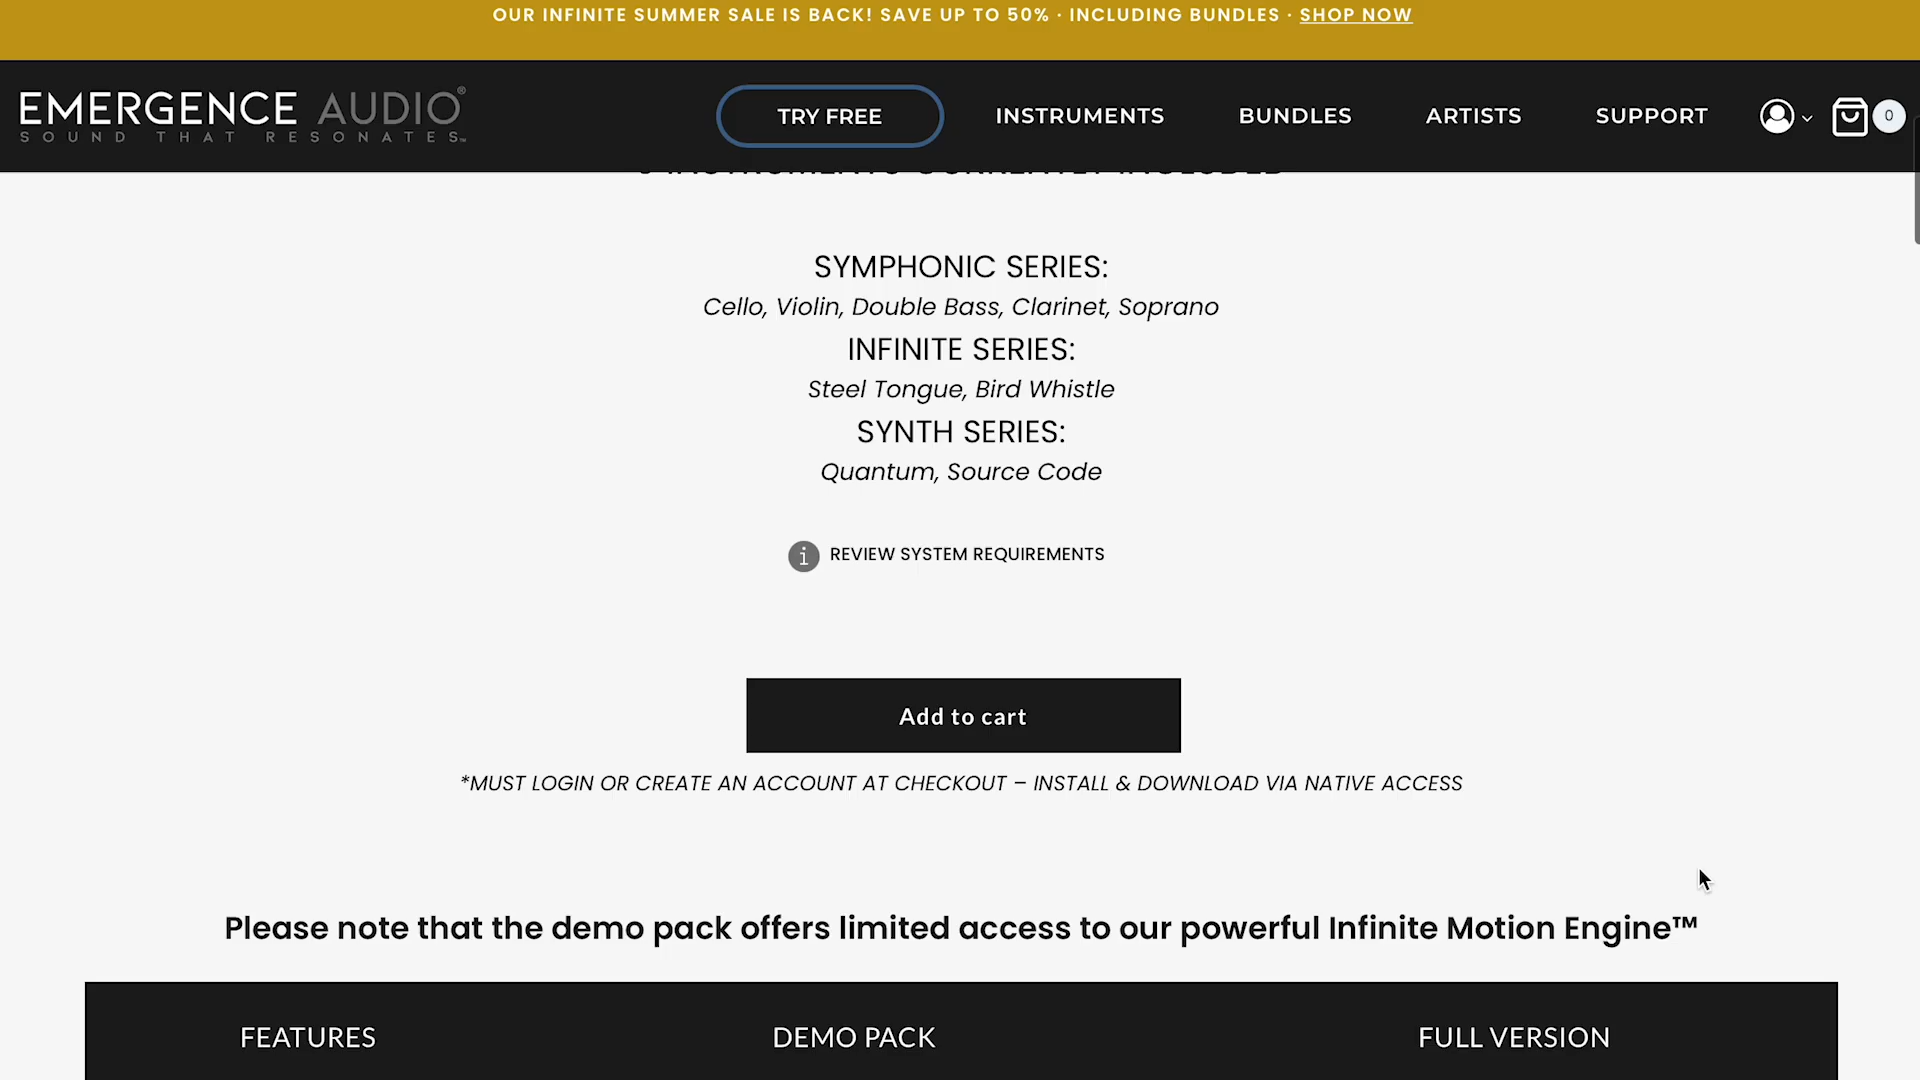 OUR INFINITE SUMMER SALE IS BACK! SAVE UP TO 50% · INCLUDING BUNDLES · SHOP NOW
EMERGENCE AUDIO®
SOUND THAT RESONATES™
TRY FREE
INSTRUMENTS
BUNDLES
ARTISTS
SUPPORT
0
INSTRUMENTS CURRENTLY INCLUDED
SYMPHONIC SERIES:
Cello, Violin, Double Bass, Clarinet, Soprano
INFINITE SERIES:
Steel Tongue, Bird Whistle
SYNTH SERIES:
Quantum, Source Code
i REVIEW SYSTEM REQUIREMENTS
Add to cart
*MUST LOGIN OR CREATE AN ACCOUNT AT CHECKOUT – INSTALL & DOWNLOAD VIA NATIVE ACCESS
Please note that the demo pack offers limited access to our powerful Infinite Motion Engine™
FEATURES
DEMO PACK
FULL VERSION